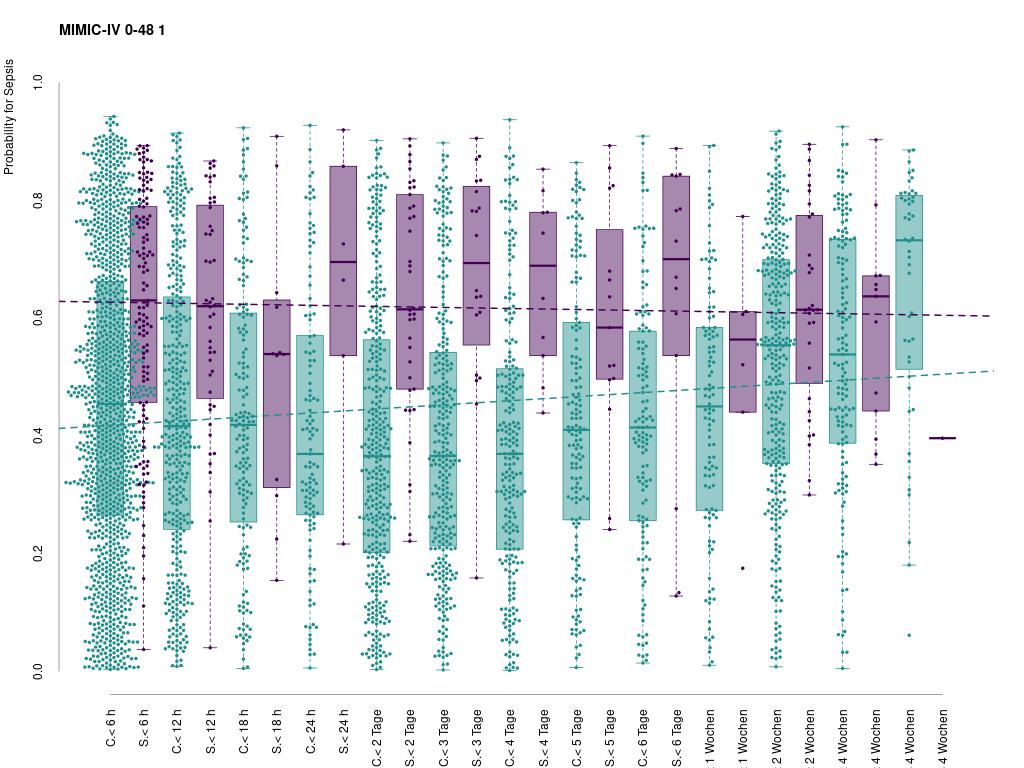 MIMIC-IV 0-48 1
Probability for Sepsis
1.0
0.8
0.6
0.4
0.2
0.0
C.< 6 h
S.< 6 h
C.< 12 h
S.< 12 h
C.< 18 h
S.< 18 h
C.< 24 h
S.< 24 h
C.< 2 Tage
S.< 2 Tage
C.< 3 Tage
S.< 3 Tage
C.< 4 Tage
S.< 4 Tage
C.< 5 Tage
S.< 5 Tage
C.< 6 Tage
S.< 6 Tage
1 Wochen
1 Wochen
2 Wochen
2 Wochen
4 Wochen
4 Wochen
4 Wochen
4 Wochen